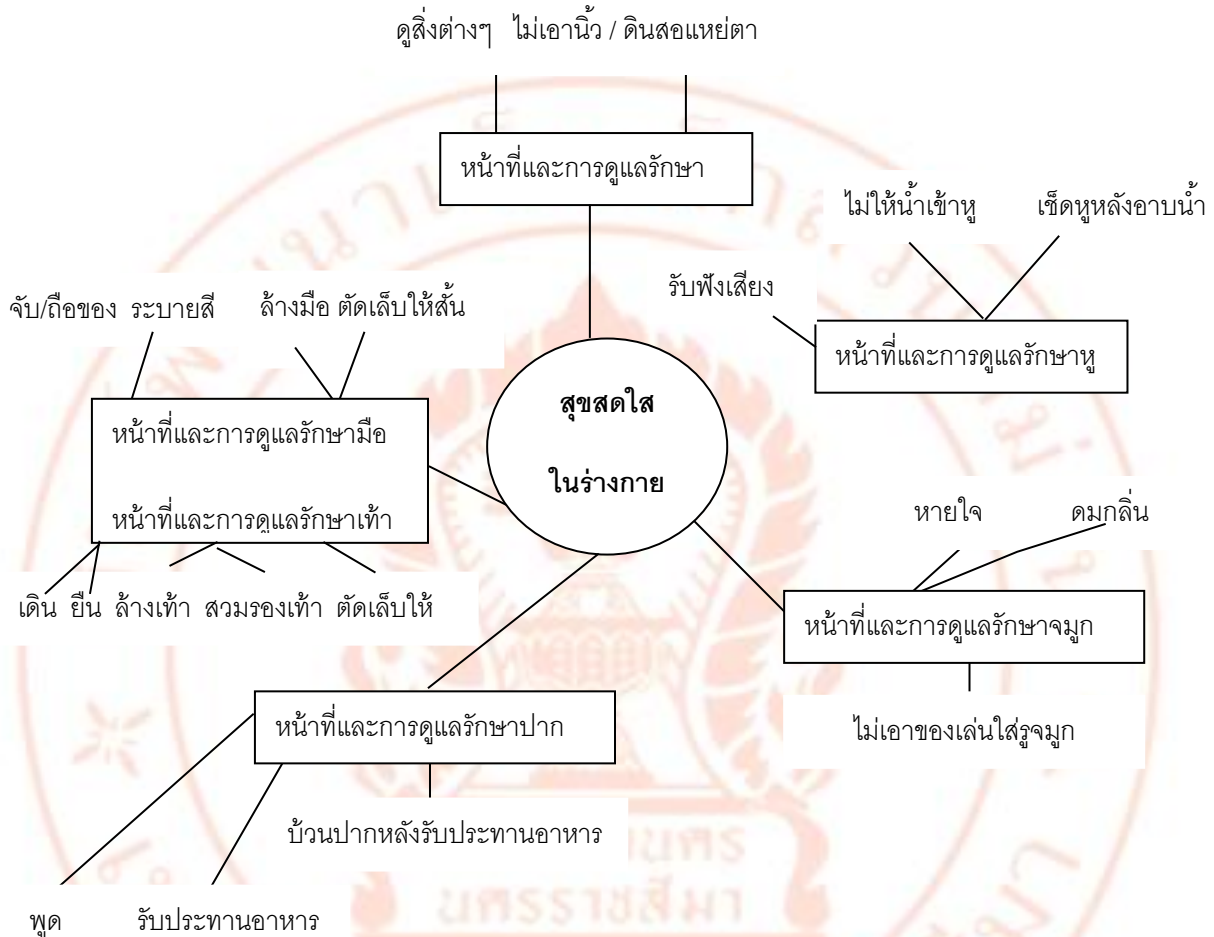 ดูสิ่งต่างๆ ไม่เอานิ้ว / ดินสอแหย่ตา
หน้าที่และการดูแลรักษา
ไม่ให้น้ำเข้าหู เช็ดหูหลังอาบน้ำ
รับฟังเสียง
หน้าที่และการดูแลรักษาหู
จับ/ถือของ ระบายสี ล้างมือ ตัดเล็บให้สั้น
หน้าที่และการดูแลรักษามือ
หน้าที่และการดูแลรักษาเท้า
เดิน ยืน ล้างเท้า สวมรองเท้า ตัดเล็บให้
สุขสดใส
ในร่างกาย
หายใจ ดมกลิ่น
หน้าที่และการดูแลรักษาจมูก
ไม่เอาของเล่นใส่รูจมูก
หน้าที่และการดูแลรักษาปาก
บ้วนปากหลังรับประทานอาหาร
พูด รับประทานอาหาร
นครราชสีมา